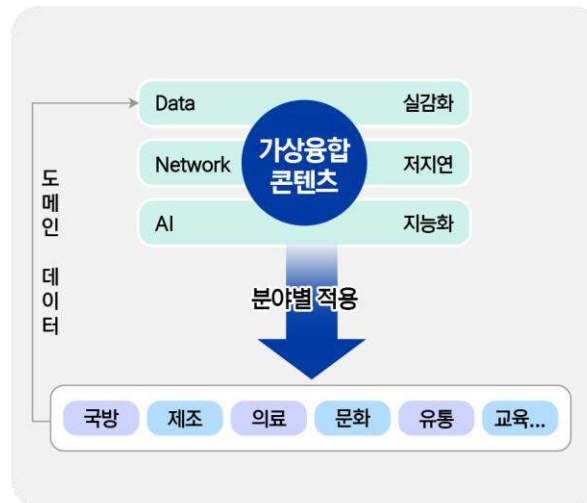 Data 실감화
가상융합
Network 저지연
콘텐츠
AI 지능화
도메인 데이터
분야별 적용
국방 제조 의료 문화 유통 교육...